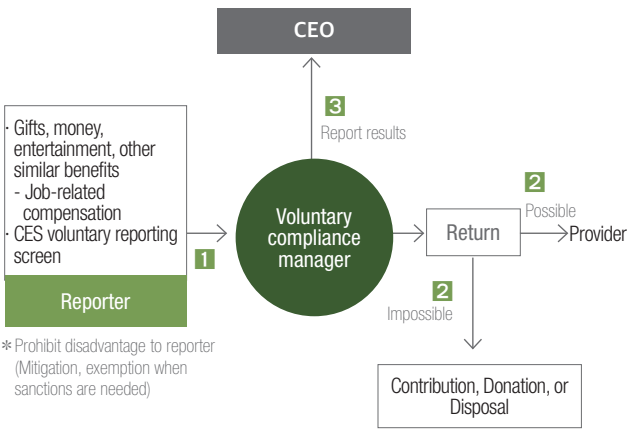 CEO
3
Report results
· Gifts, money,
entertainment, other
similar benefits
- Job-related
compensation
· CES voluntary reporting
screen
Reporter
1
Voluntary
compliance
manager
Return
2
Possible
Provider
2
Impossible
Contribution, Donation, or
Disposal
* Prohibit disadvantage to reporter
(Mitigation, exemption when
sanctions are needed)